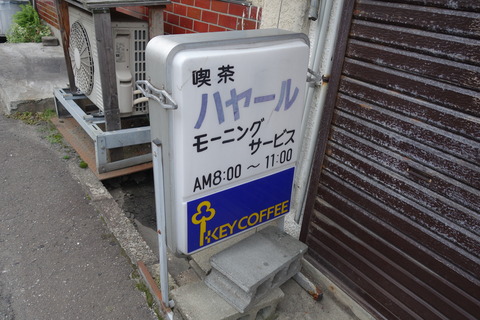 喫茶
ハヤール
モーニング
サービス
AM8:00～11:00
KEY COFFEE